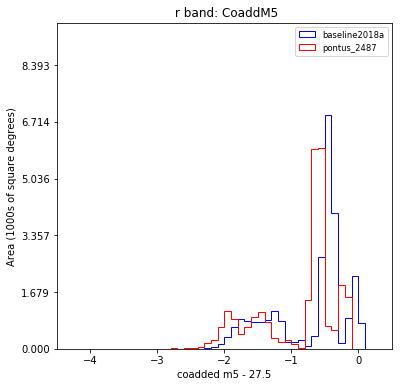 r band: CoaddM5
baseline2018a
pontus_2487
8.393
6.714
5.036
3.357
1.679
0.000
Area (1000s of square degrees)
−4 −3 −2 −1 0
coadded m5 - 27.5